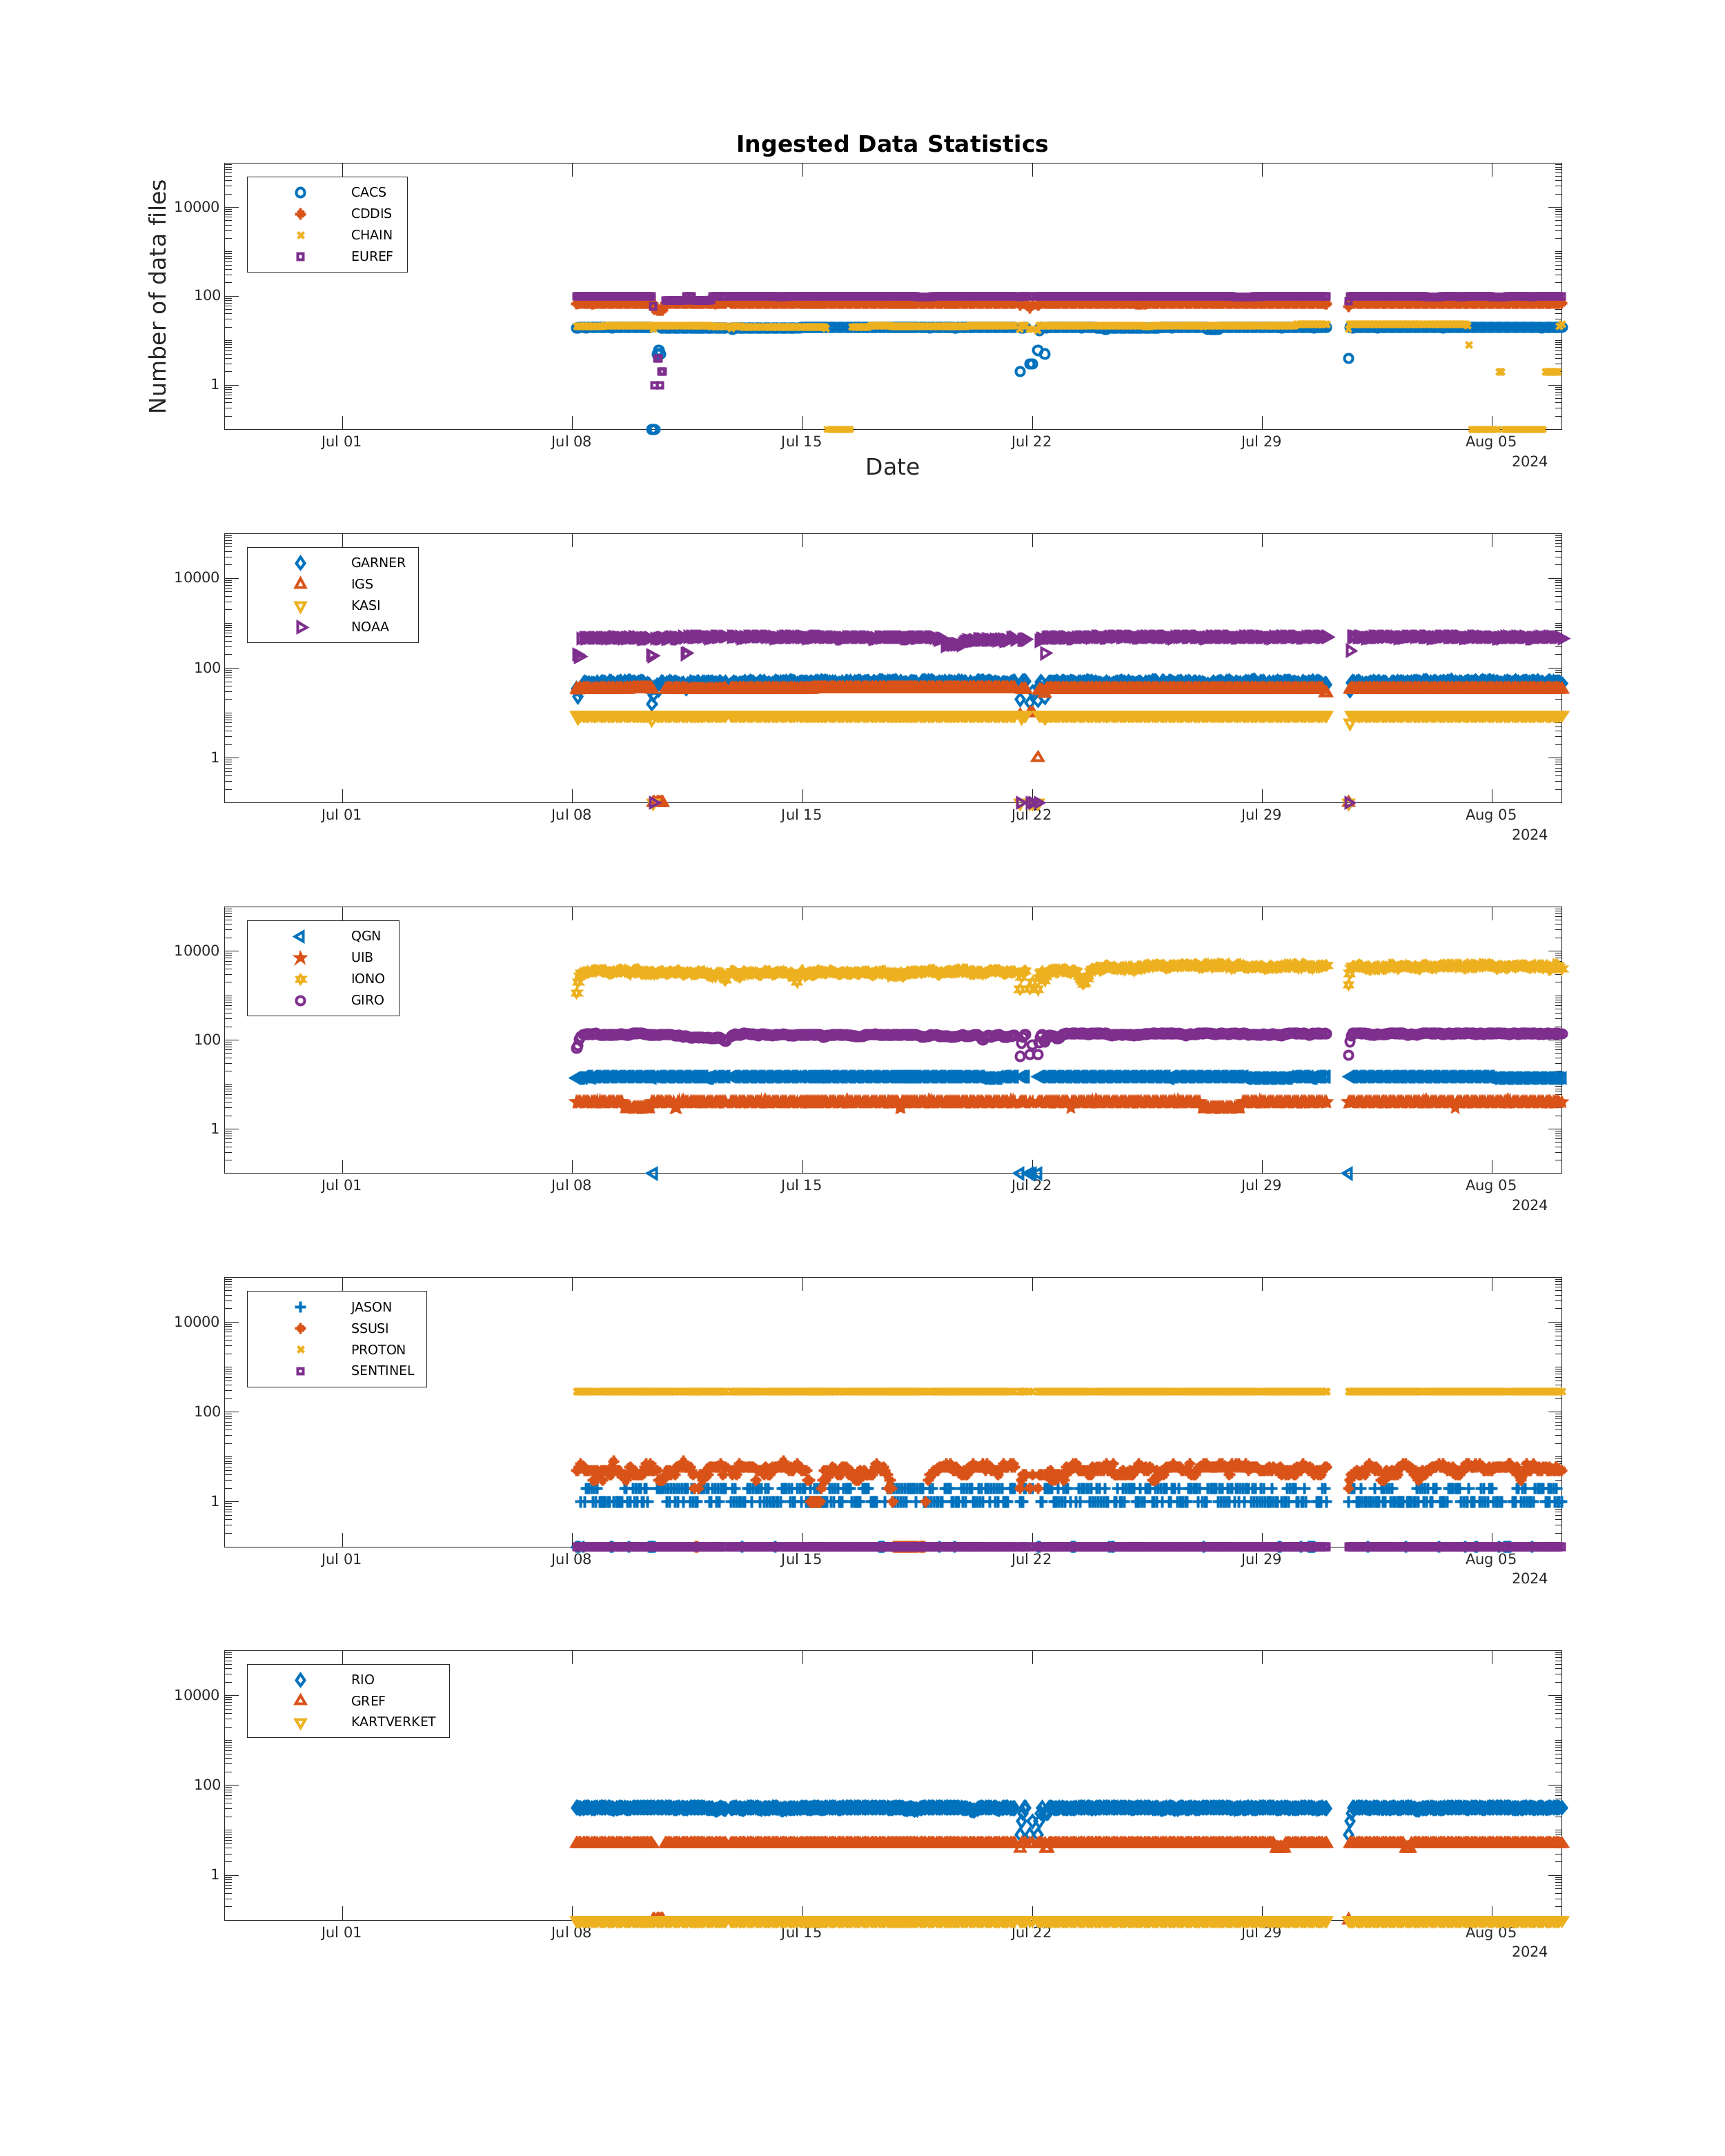 Ingested Data Statistics
Number of data files
10000
100
1
CACS
CDDIS
CHAIN
EUREF
Jul 01 Jul 08 Jul 15 Jul 22 Jul 29 Aug 05
2024
Date
10000
100
1
GARNER
IGS
KASI
NOAA
Jul 01 Jul 08 Jul 15 Jul 22 Jul 29 Aug 05
2024
10000
100
1
QGN
UIB
IONO
GIRO
Jul 01 Jul 08 Jul 15 Jul 22 Jul 29 Aug 05
2024
10000
100
1
JASON
SSUSI
PROTON
SENTINEL
Jul 01 Jul 08 Jul 15 Jul 22 Jul 29 Aug 05
2024
10000
100
1
RIO
GREF
KARTVERKET
Jul 01 Jul 08 Jul 15 Jul 22 Jul 29 Aug 05
2024